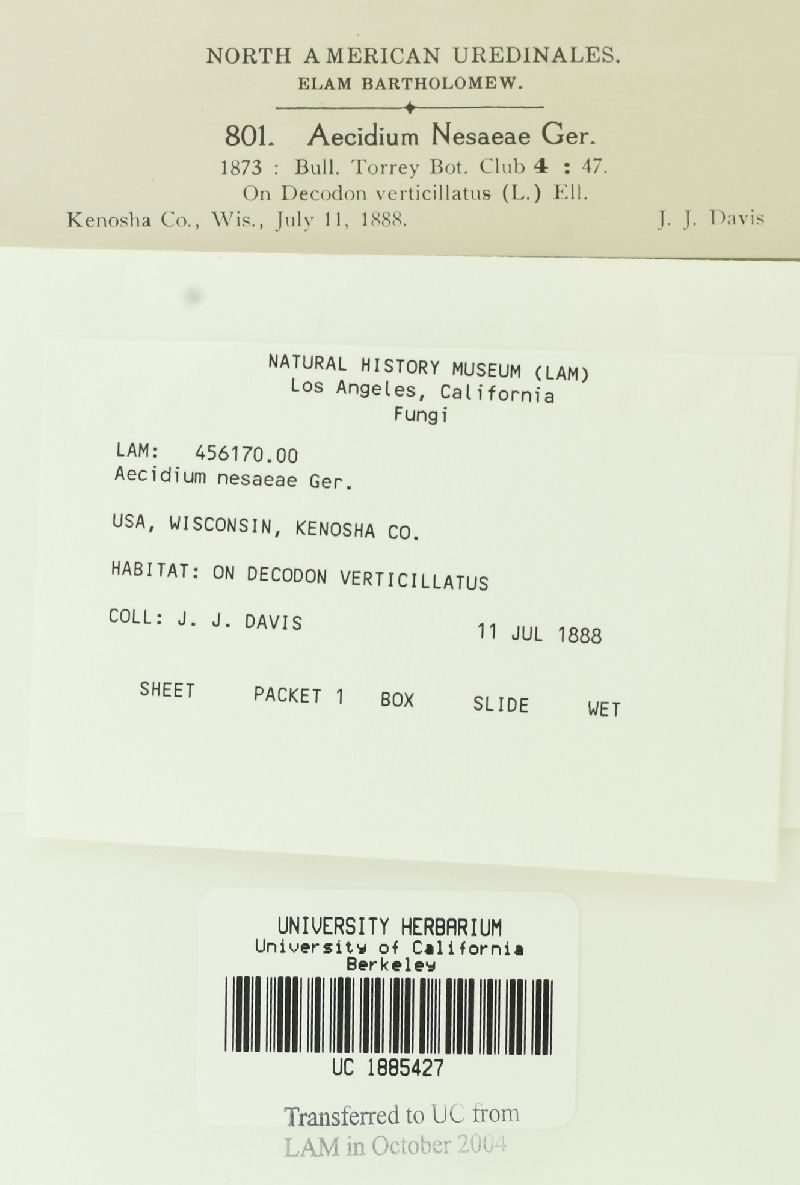 NORTH AMERICAN UREDINALES.
ELAM BARTHOLOMEW.
801. Aecidium Nesaeae Ger.
1873 : Bull. Torrey Bot. Club 4 : 47.
On Decodon verticillatus (L.) Ell.
Kenosha Co., Wis., July 11, 1888. J. J. Davis
NATURAL HISTORY MUSEUM (LAM)
Los Angeles, California
Fungi
LAM: 456170.00
Aecidium nesaeae Ger.
USA, WISCONSIN, KENOSHA CO.
HABITAT: ON DECODON VERTICILLATUS
COLL: J. J. DAVIS 11 JUL 1888
SHEET PACKET 1 BOX SLIDE WET
UNIVERSITY HERBARIUM
University of California
Berkeley
UC 1885427
Transferred to UC from
LAM in October 2004